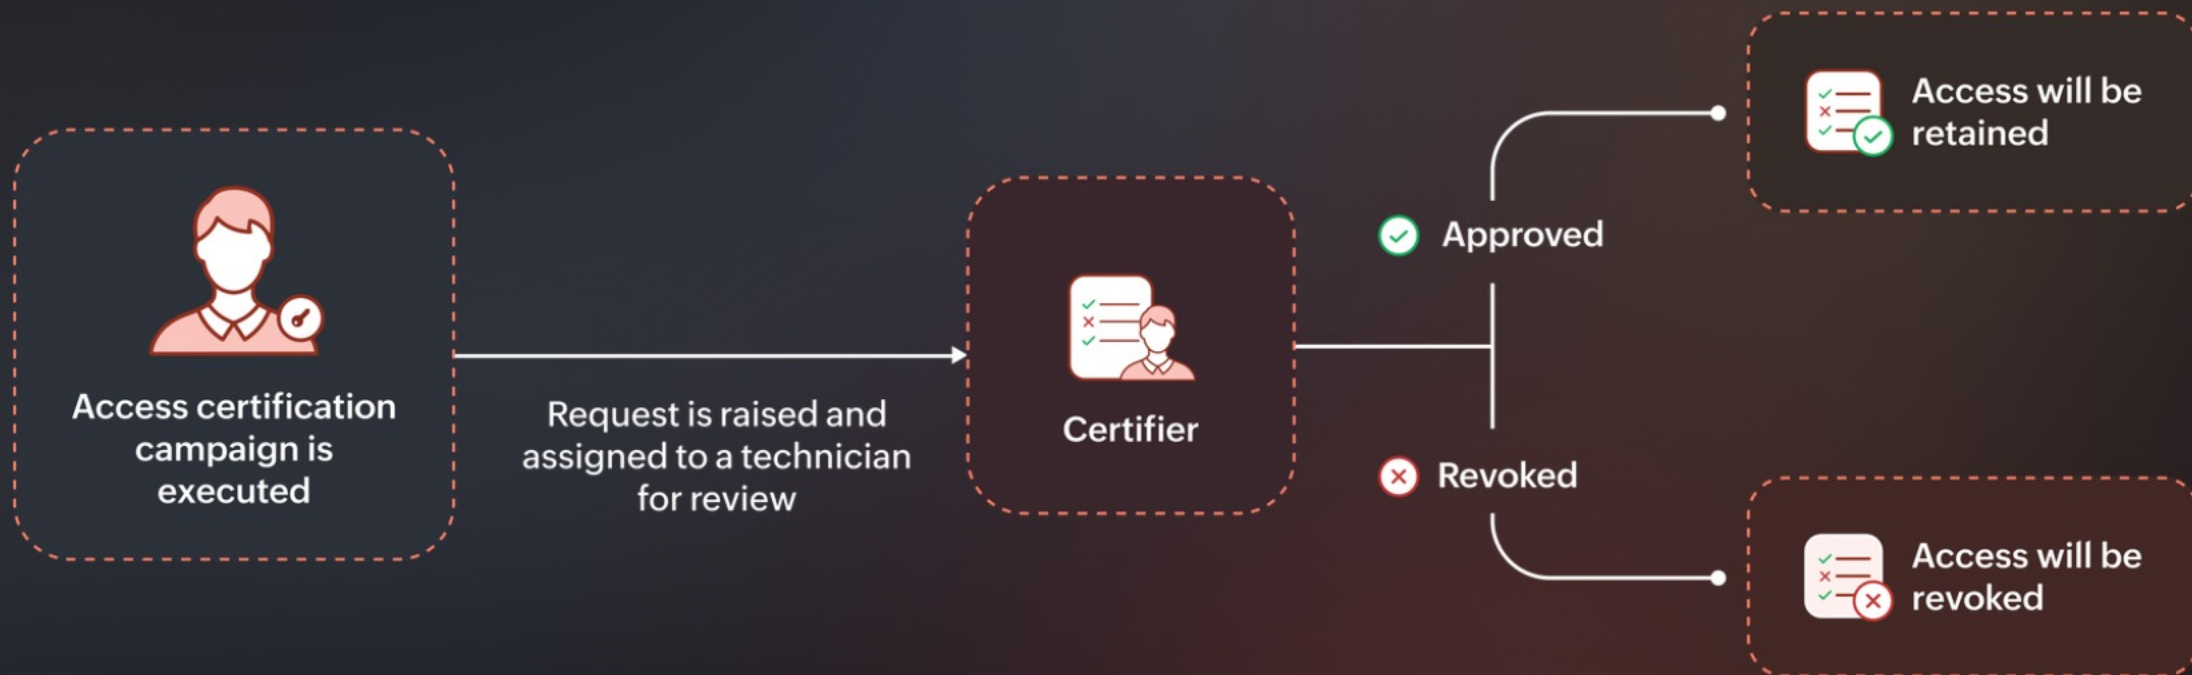 Access certification
campaign is
executed
Request is raised and
assigned to a technician
for review
Certifier
Approved
Revoked
Access will be
retained
Access will be
revoked